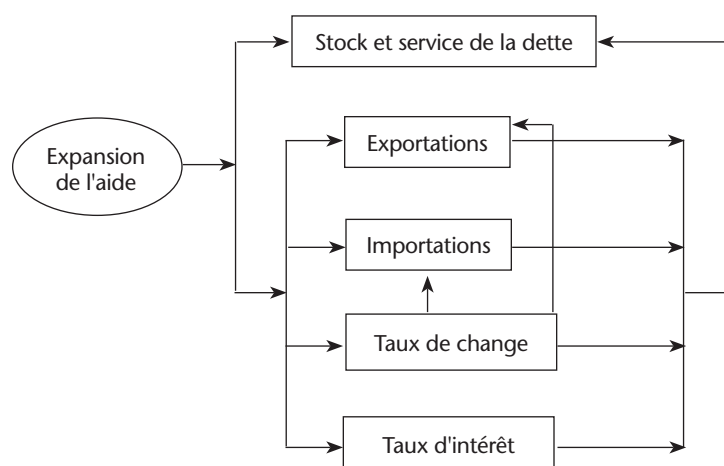 Stock et service de la dette
Expansion
de l'aide
Exportations
Importations
Taux de change
Taux d'intérêt